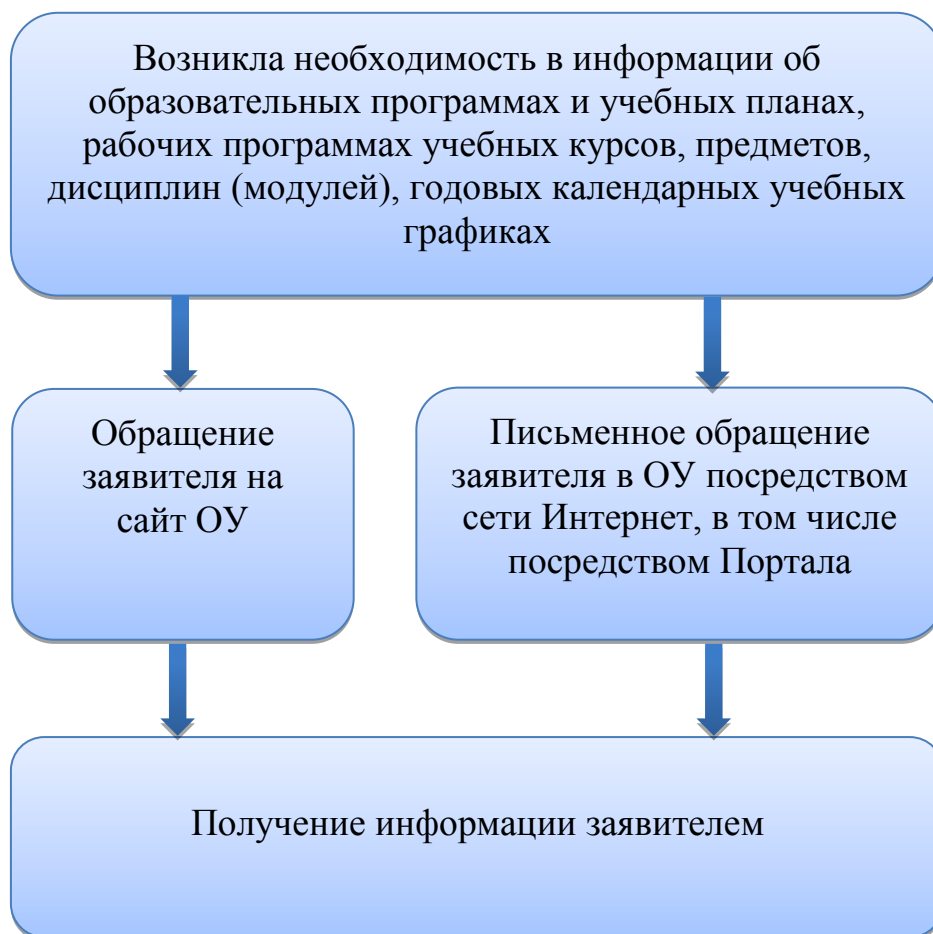 Возникла необходимость в информации об
образовательных программах и учебных планах,
рабочих программах учебных курсов, предметов,
дисциплин (модулей), годовых календарных учебных
графиках
Обращение
заявителя на
сайт ОУ
Письменное обращение
заявителя в ОУ посредством
сети Интернет, в том числе
посредством Портала
Получение информации заявителем